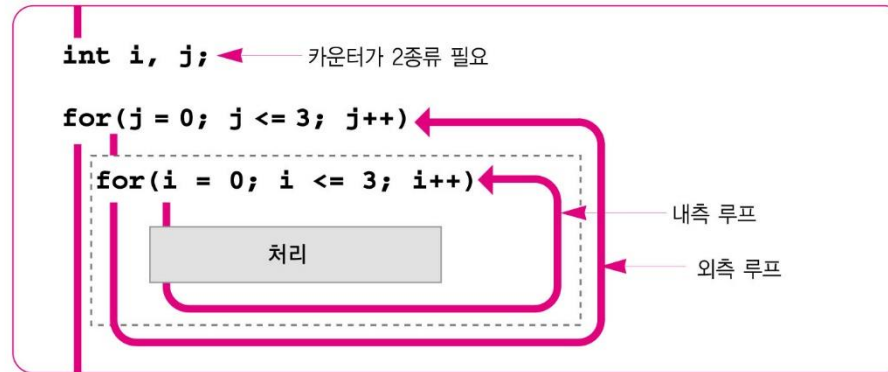 int i, j; 카운터가 2종류 필요
for(j = 0; j <= 3; j++)
for(i = 0; i <= 3; i++)
내측 루프
처리
외측 루프